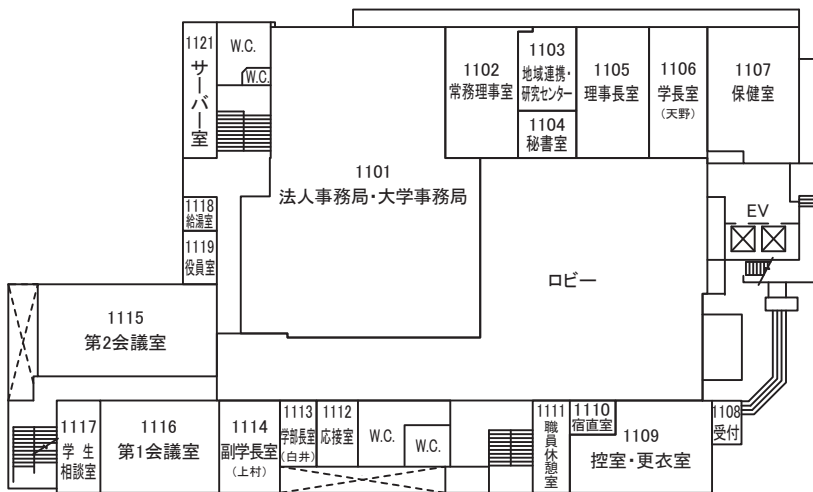 1121
サーバー室
W.C.
W.C.
1101
法人事務局・大学事務局
1102
常務理事室
1103
地域連携・
研究センター
1104
秘書室
1105
理事長室
1106
学長室
(天野)
1107
保健室
1118
給湯室
1119
役員室
EV
ロビー
1115
第2会議室
1117
学生
相談室
1116
第1会議室
1114
副学長室
(上村)
1113
学部長室
(白井)
1112
応接室
W.C.
W.C.
1111
職員休憩室
1110
宿直室
1109
控室・更衣室
1108
受付